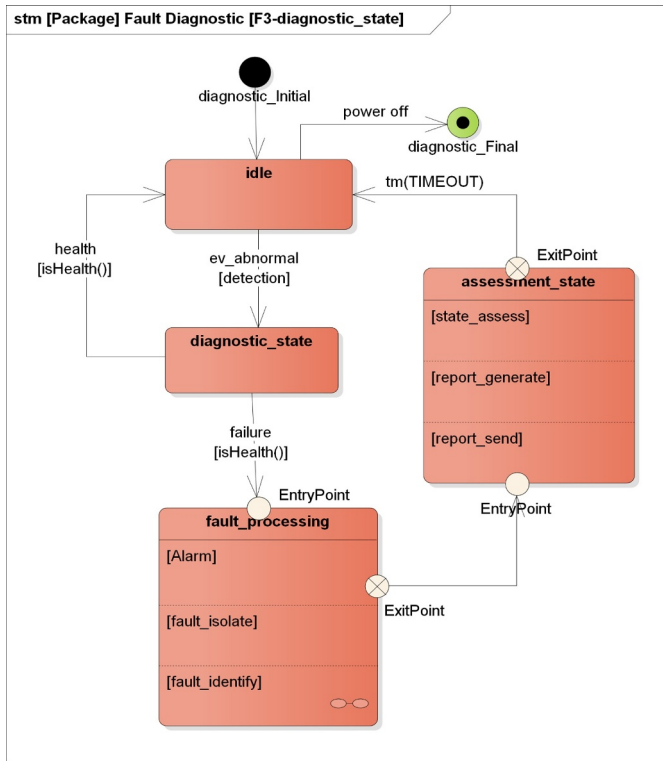 stm [Package] Fault Diagnostic [F3-diagnostic_state]
diagnostic_Initial
power off
diagnostic_Final
idle
tm(TIMEOUT)
health
[isHealth()]
ev_abnormal
[detection]
ExitPoint
assessment_state
[state_assess]
[report_generate]
[report_send]
diagnostic_state
failure
[isHealth()]
EntryPoint
EntryPoint
fault_processing
[Alarm]
ExitPoint
[fault_isolate]
[fault_identify]